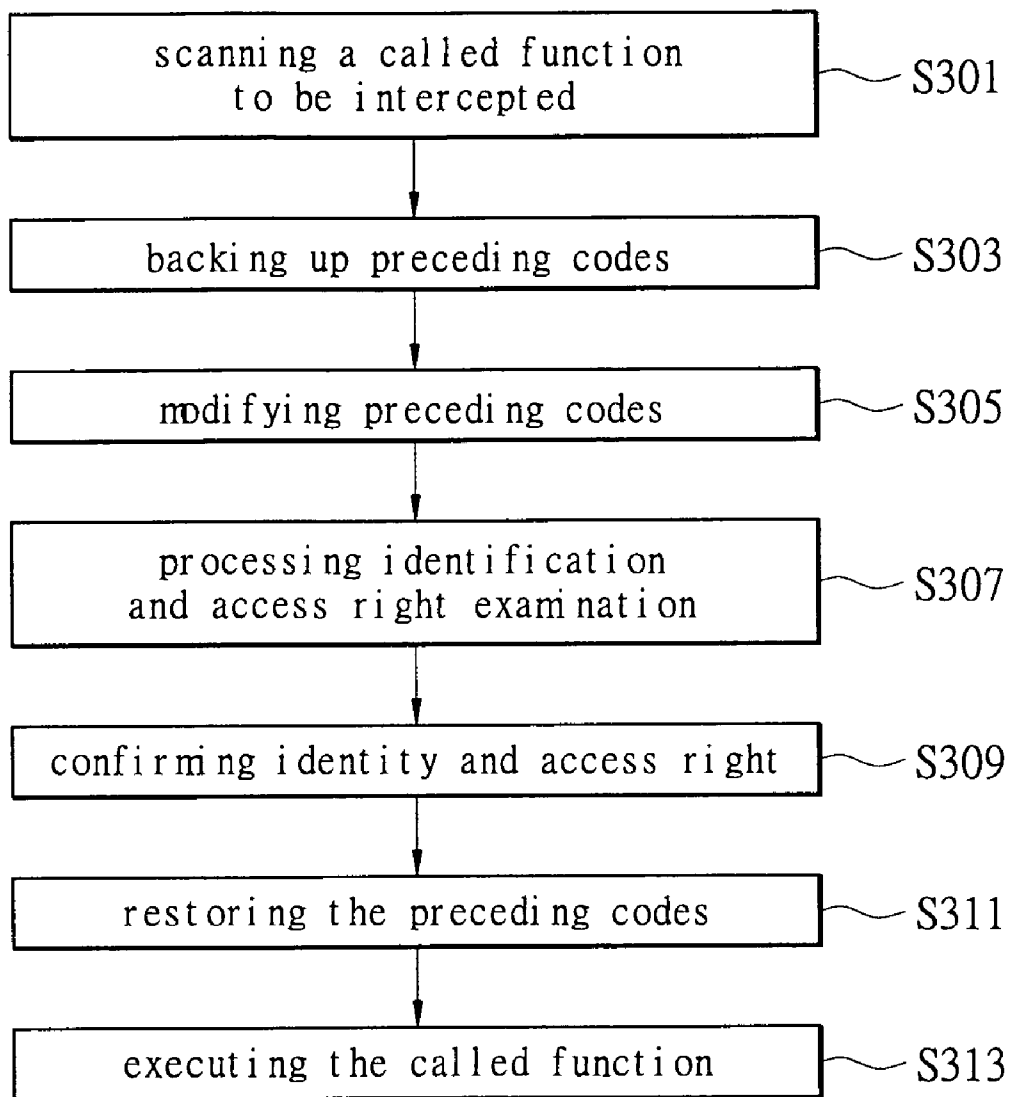 scanning a called function
to be intercepted
S301
backing up preceding codes
S303
modifying preceding codes
S305
processing identification
and access right examination
S307
confirming identity and access right
S309
restoring the preceding codes
S311
executing the called function
S313